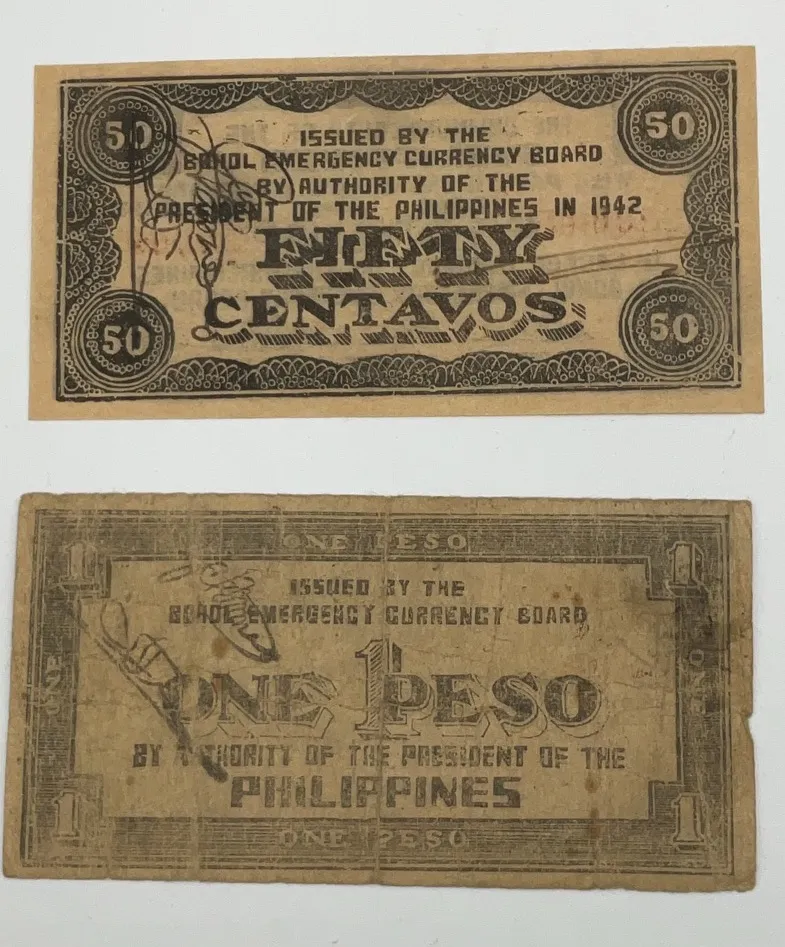 50 50
ISSUED BY THE
BOHOL EMERGENCY CURRENCY BOARD
BY AUTHORITY OF THE
PRESIDENT OF THE PHILIPPINES IN 1942
FIFTY
CENTAVOS
50 50
ONE PESO
1 1
ISSUED BY THE
BOHOL EMERGENCY CURRENCY BOARD
ONE 1 PESO
BY AUTHORITY OF THE PRESIDENT OF THE
PHILIPPINES
1 1
ONE PESO